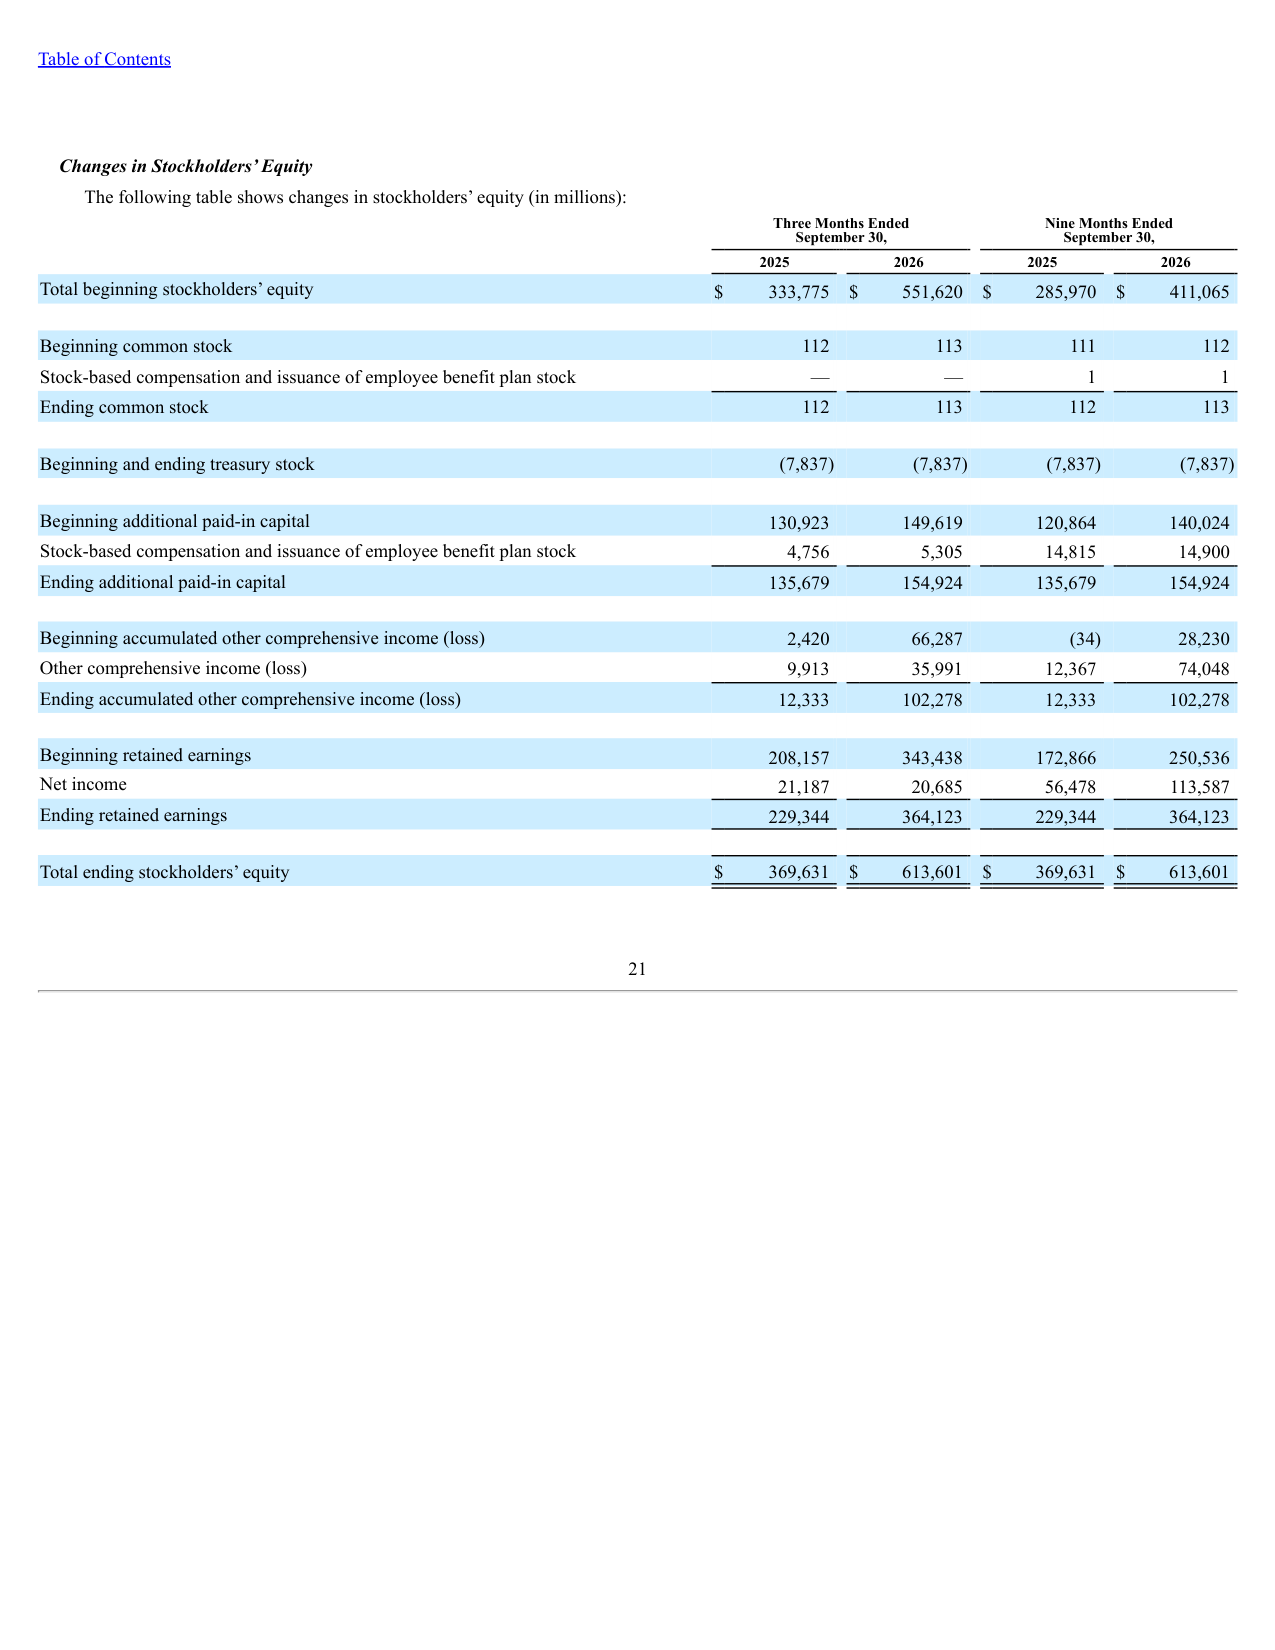 Table of Contents
Changes in Stockholders’ Equity
The following table shows changes in stockholders’ equity (in millions):
Three Months Ended September 30, Nine Months Ended September 30,
2025 2026 2025 2026
Total beginning stockholders’ equity $ 333,775 $ 551,620 $ 285,970 $ 411,065
Beginning common stock 112 113 111 112
Stock-based compensation and issuance of employee benefit plan stock — — 1 1
Ending common stock 112 113 112 113
Beginning and ending treasury stock (7,837) (7,837) (7,837) (7,837)
Beginning additional paid-in capital 130,923 149,619 120,864 140,024
Stock-based compensation and issuance of employee benefit plan stock 4,756 5,305 14,815 14,900
Ending additional paid-in capital 135,679 154,924 135,679 154,924
Beginning accumulated other comprehensive income (loss) 2,420 66,287 (34) 28,230
Other comprehensive income (loss) 9,913 35,991 12,367 74,048
Ending accumulated other comprehensive income (loss) 12,333 102,278 12,333 102,278
Beginning retained earnings 208,157 343,438 172,866 250,536
Net income 21,187 20,685 56,478 113,587
Ending retained earnings 229,344 364,123 229,344 364,123
Total ending stockholders’ equity $ 369,631 $ 613,601 $ 369,631 $ 613,601
21